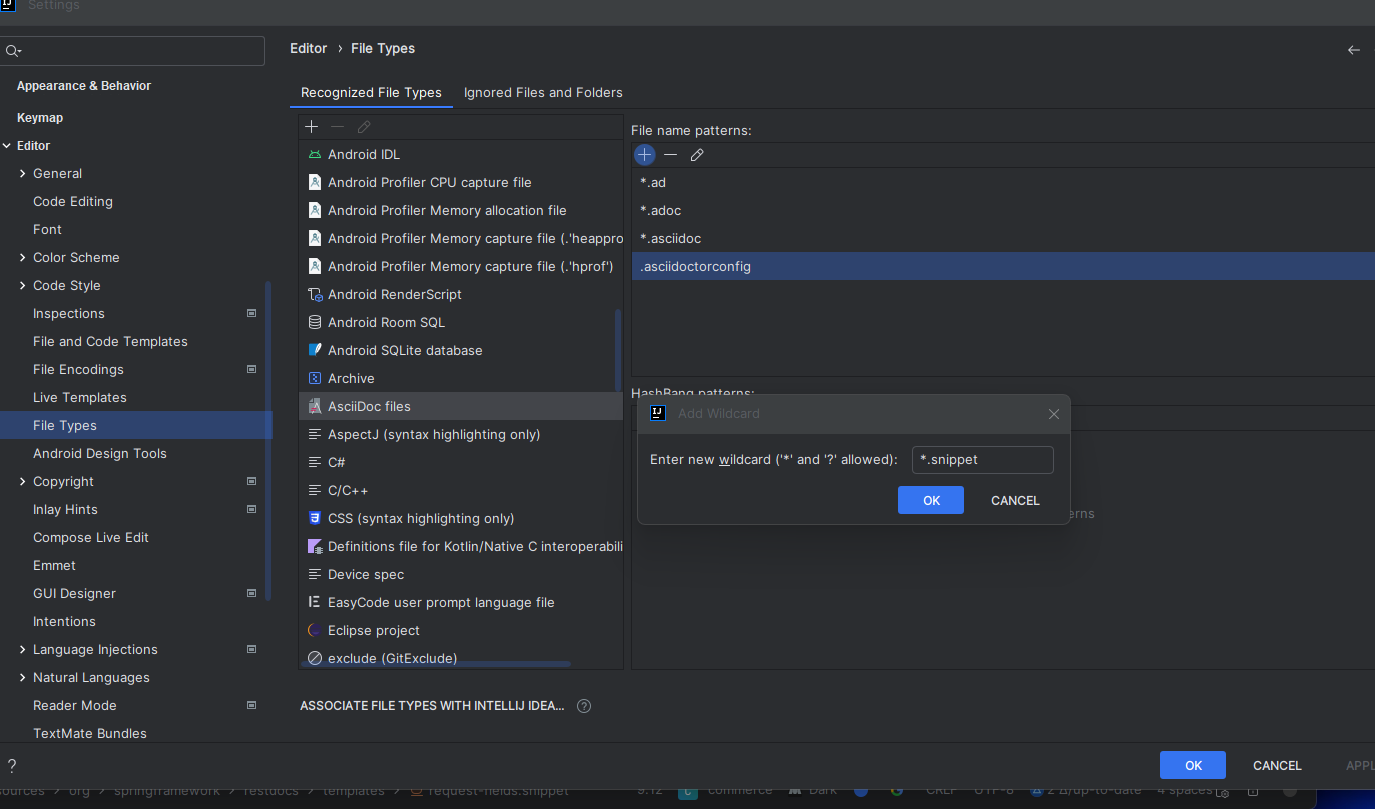 Settings
Editor › File Types
Appearance & Behavior
Keymap
Editor
General
Code Editing
Font
Color Scheme
Code Style
Inspections
File and Code Templates
File Encodings
Live Templates
File Types
Android Design Tools
Copyright
Inlay Hints
Compose Live Edit
Emmet
GUI Designer
Intentions
Language Injections
Natural Languages
Reader Mode
TextMate Bundles
Recognized File Types
Ignored Files and Folders
Android IDL
Android Profiler CPU capture file
Android Profiler Memory allocation file
Android Profiler Memory capture file (.'heappro
Android Profiler Memory capture file (.'hprof')
Android RenderScript
Android Room SQL
Android SQLite database
Archive
AsciiDoc files
AspectJ (syntax highlighting only)
C#
C/C++
CSS (syntax highlighting only)
Definitions file for Kotlin/Native C interoperabili
Device spec
EasyCode user prompt language file
Eclipse project
exclude (GitExclude)
File name patterns:
*.ad
*.adoc
*.asciidoc
.asciidoctorconfig
HashBang patterns:
Add Wildcard
Enter new wildcard ('*' and '?' allowed): *.snippet
OK CANCEL
erns
ASSOCIATE FILE TYPES WITH INTELLIJ IDEA...
?
OK CANCEL APPL
ources › org › springframework › restdocs › templates › request-fields.snippet 9:12 commerce Dark CRLF UTF-8 2 Δ/up-to-date 4 spaces